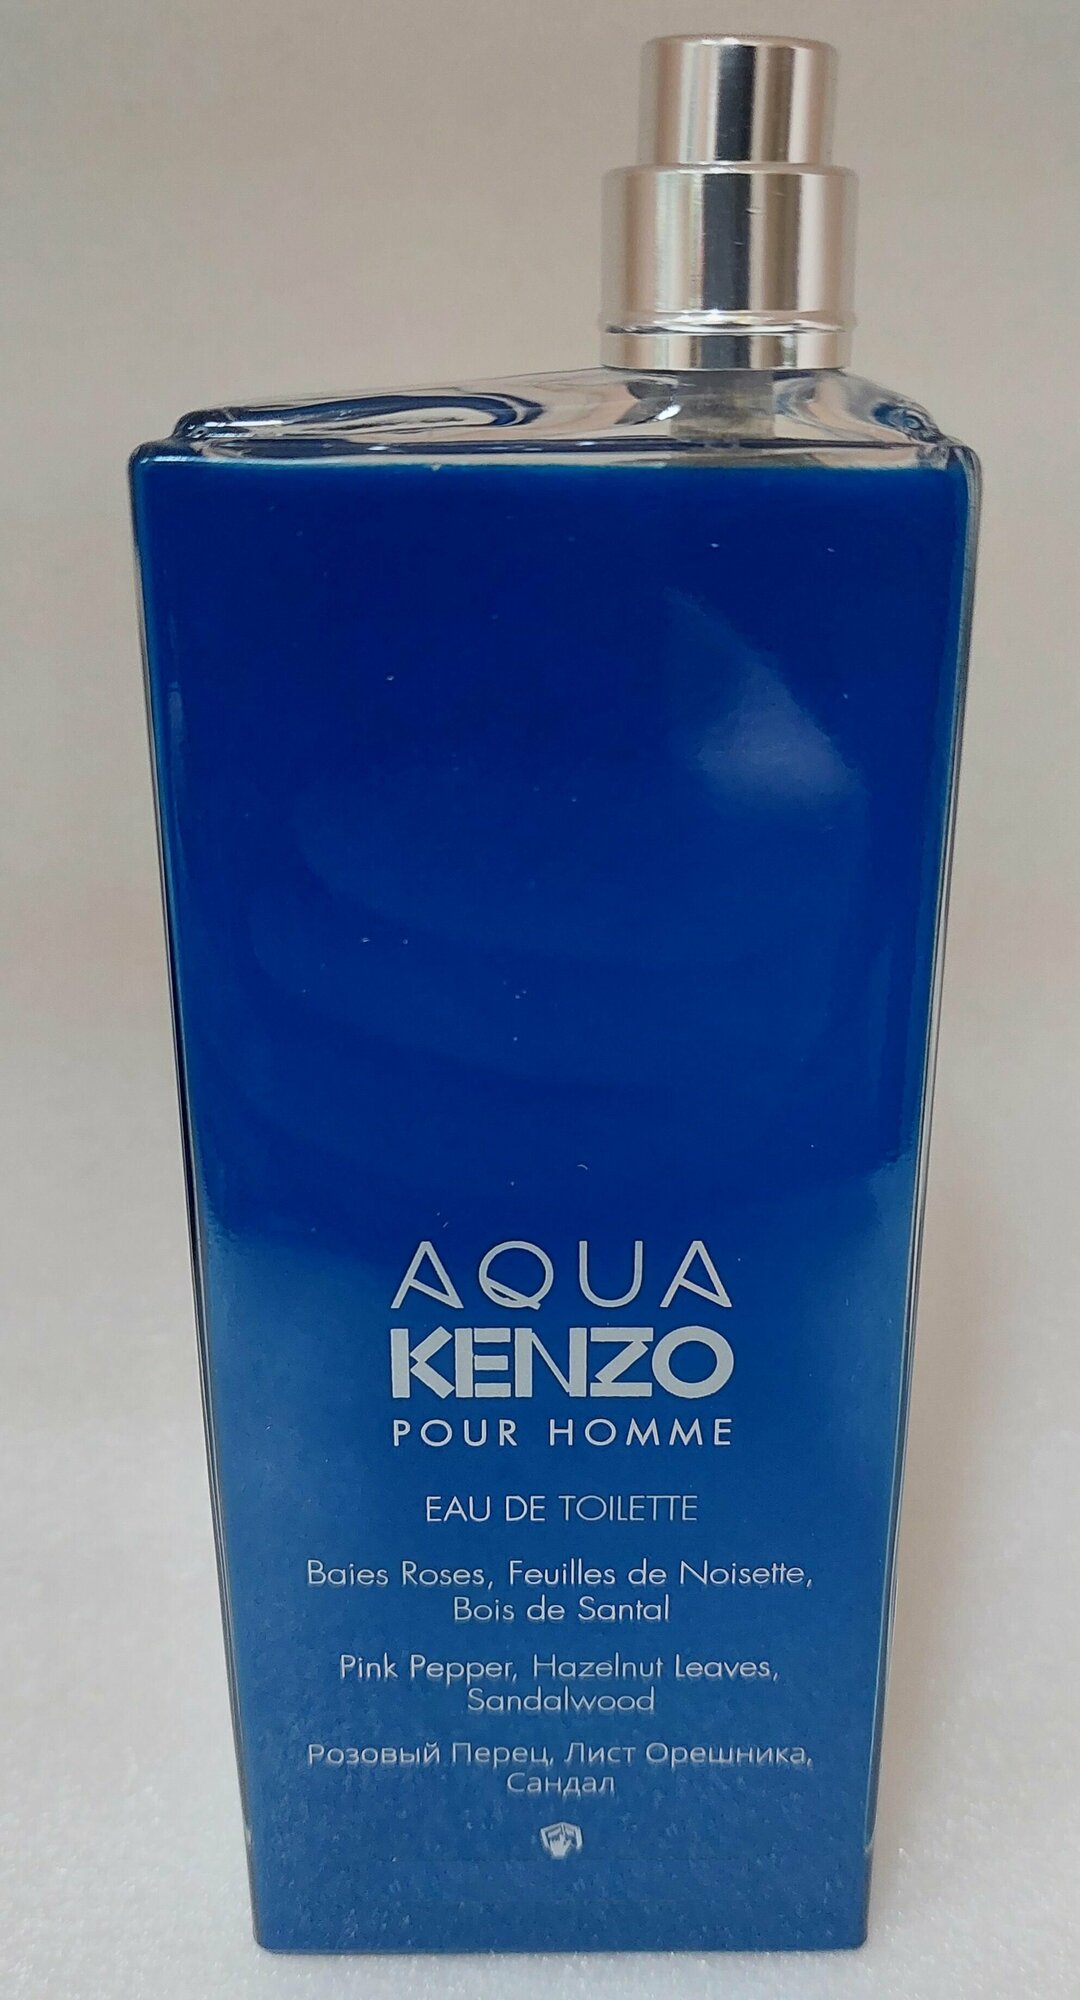 AQUA
KENZO
POUR HOMME
EAU DE TOILETTE
Baies Roses, Feuilles de Noisette,
Bois de Santal
Pink Pepper, Hazelnut Leaves,
Sandalwood
Розовый Перец, Лист Орешника,
Сандал